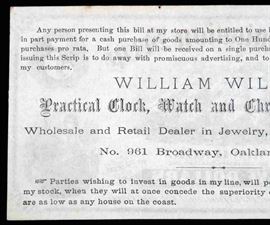 Any person presenting this bill at my store will be entitled to use i
in part payment for a cash purchase of goods amounting to One Hund
purchases pro rata. But one Bill will be received on a single purchas
issuing this Scrip is to do away with promiscuous advertising, and to
my customers.
WILLIAM WIL
Practical Clock, Watch and Chr
Wholesale and Retail Dealer in Jewelry,
No. 961 Broadway, Oaklan
☞ Parties wishing to invest in goods in my line, will pe
my stock, when they will at once concede the superiority o
are as low as any house on the coast.